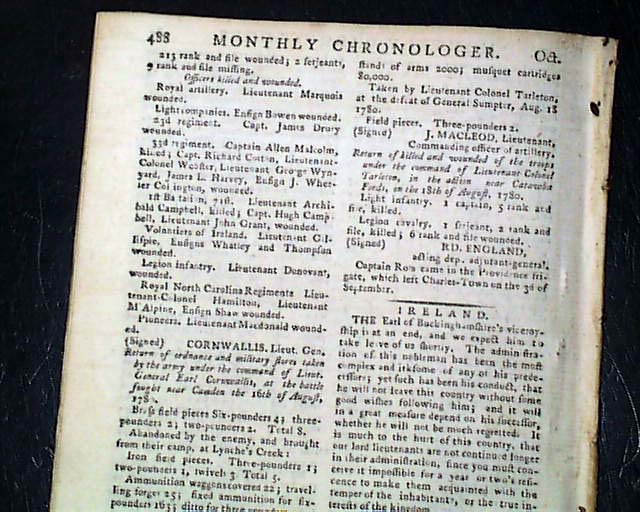 488 MONTHLY CHRONOLOGER. Oct.
213 rank and file wounded; 2 serjeants,
9 rank and file missing.
Officers killed and wounded.
Royal artillery. Lieutenant Marquois
wounded.
Light companies. Ensign Bowen wounded.
23d regiment. Capt. James Drury
wounded.
33d regiment. Captain Allen Malcolm,
killed; Capt. Richard Cotton, Lieutenant-
Colonel Webster, Lieutenant George Wyn-
yard, James L. Harvey, Ensign J. Whee-
ler Collington, wounded.
1st Battalion, 71st. Lieutenant Archi-
bald Campbell, killed; Capt. Hugh Camp-
bell, Lieutenant John Grant, wounded.
Volunteers of Ireland. Lieutenant Gil-
lispie, Ensigns Whatley and Thompson
wounded.
Legion infantry. Lieutenant Donovant,
wounded.
Royal North Carolina Regiments Lieu-
tenant-Colonel Hamilton, Lieutenant
M'Alpine, Ensign Shaw wounded.
Pioneers. Lieutenant Macdonald wound-
ed.
(Signed) CORNWALLIS, Lieut. Gen.
Return of ordnance and military stores taken
by the army under the command of Lieut.
General Earl Cornwallis, at the battle
fought near Camden the 16th of August,
1780.
Brass field pieces Six-pounders 4; three-
pounders 2; two-pounders 2. Total 8.
Abandoned by the enemy, and brought
from their camp, at Lynche's Creek:
Iron field pieces. Three-pounders 1;
two-pounders 1, swivels 3 Total 5.
Ammunition waggons covered 22; travel-
ling forges 25; fixed ammunition for six-
pounders 163; ditto for three
stands of arms 2000; musquet cartridges
80,000.
Taken by Lieutenant Colonel Tarleton,
at the defeat of General Sumpter, Aug. 18
1780.
Field pieces. Three-pounders 2.
(Signed) J. MACLEOD, Lieutenant,
Commanding officer of artillery.
Return of killed and wounded of the troops
under the command of Lieutenant Colonel
Tarleton, in the action near Catawba
Fords, on the 18th of August, 1780.
Light infantry. 1 captain, 5 rank and
file, killed.
Legion cavalry. 1 serjeant, 2 rank and
file, killed; 6 rank and file wounded.
(Signed) RD. ENGLAND,
acting dep. adjutant-general.
Captain Ross came in the Providence fri-
gate, which left Charles-Town on the 3d of
September.
IRELAND.
THE Earl of Buckinghamshire's viceroy-
ship is at an end, and we expect him to
take leave of us shortly. The administra-
tion of this nobleman has been the most
complex and irksome of any of his prede-
cessors; yet such has been his conduct, that
he will not leave this country without some
good wishes following him; and it will
in a great measure depend on his successor,
whether he will not be much regretted. It
is much to the hurt of this country, that
our lord lieutenants are not continue longer
in their administration, since you must con-
ceive it impossible for a year or two's resi-
dence to make them acquainted with the
temper of the inhabitants, or the true in-
terests of the kingdom